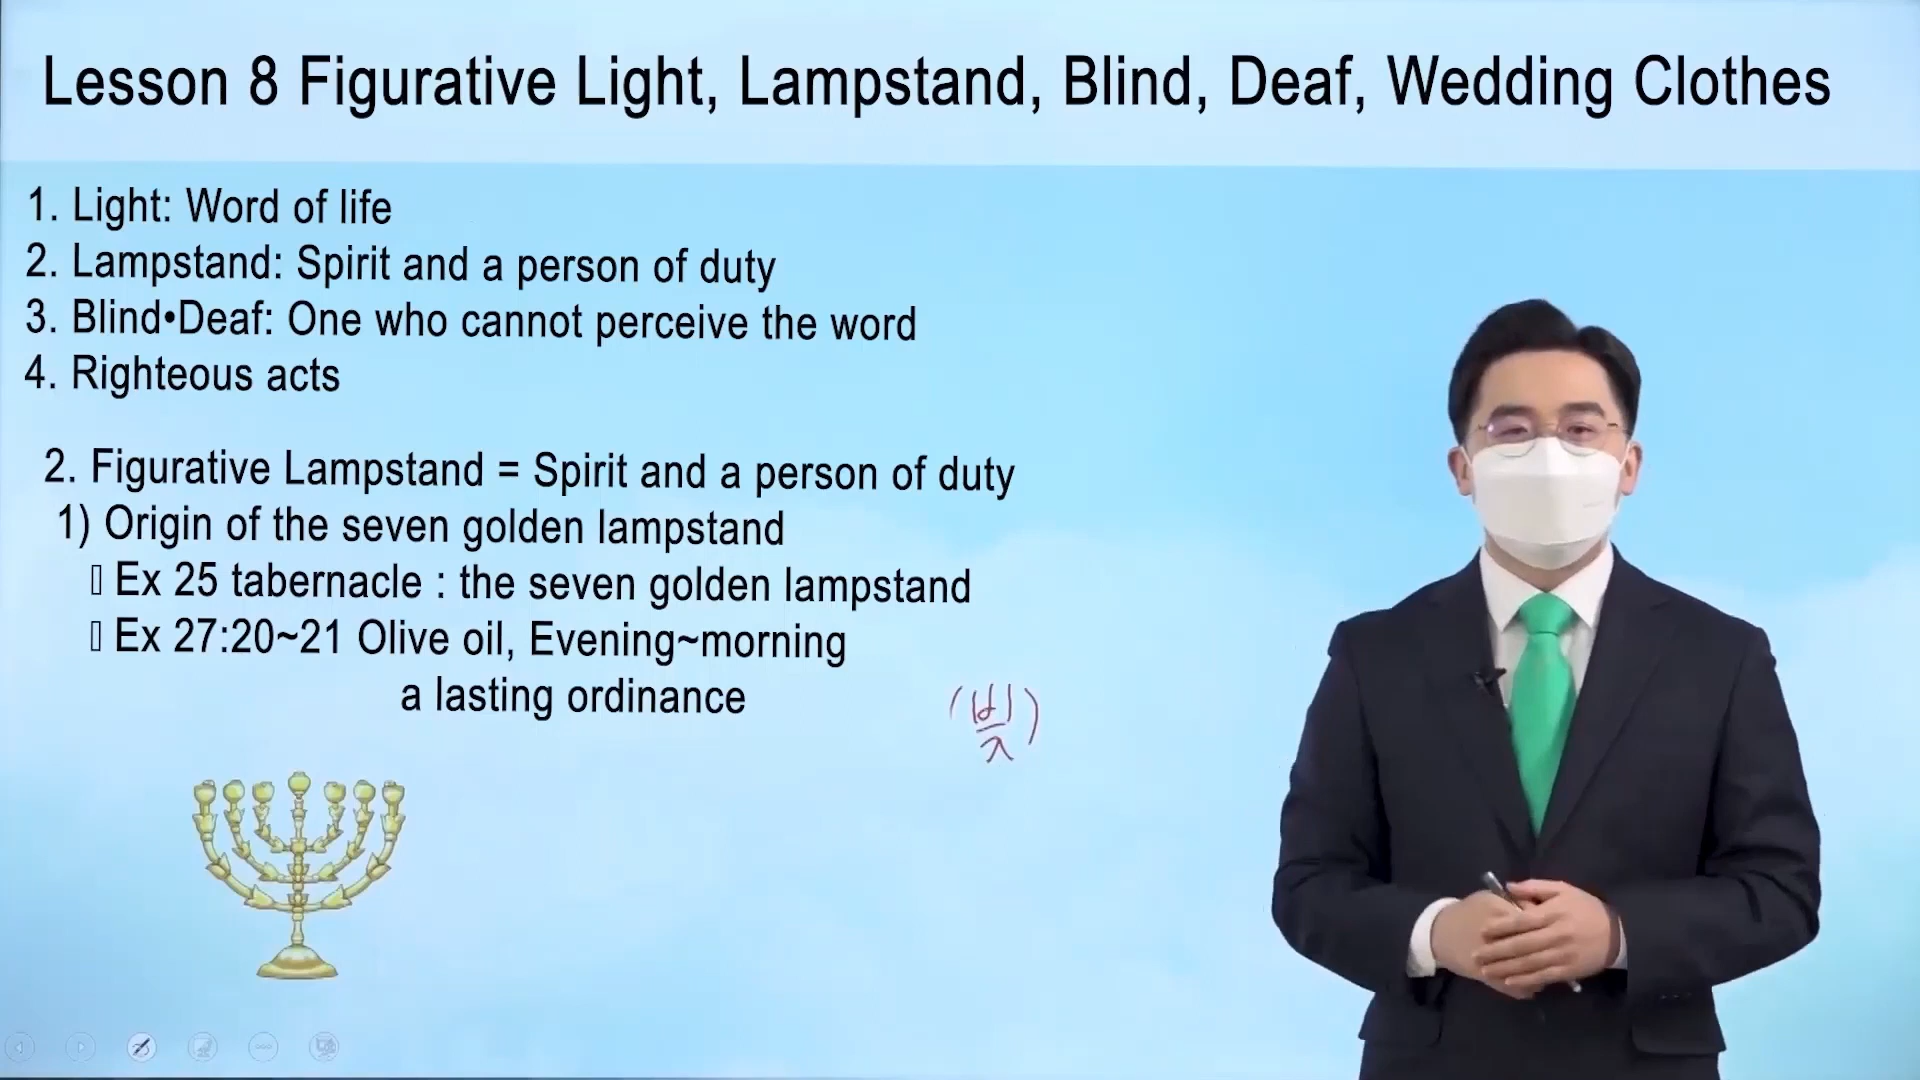 Lesson 8 Figurative Light, Lampstand, Blind, Deaf, Wedding Clothes
1. Light: Word of life
2. Lampstand: Spirit and a person of duty
3. Blind•Deaf: One who cannot perceive the word
4. Righteous acts
2. Figurative Lampstand = Spirit and a person of duty
1) Origin of the seven golden lampstand
▯ Ex 25 tabernacle : the seven golden lampstand
▯ Ex 27:20~21 Olive oil, Evening~morning
a lasting ordinance
(빛)